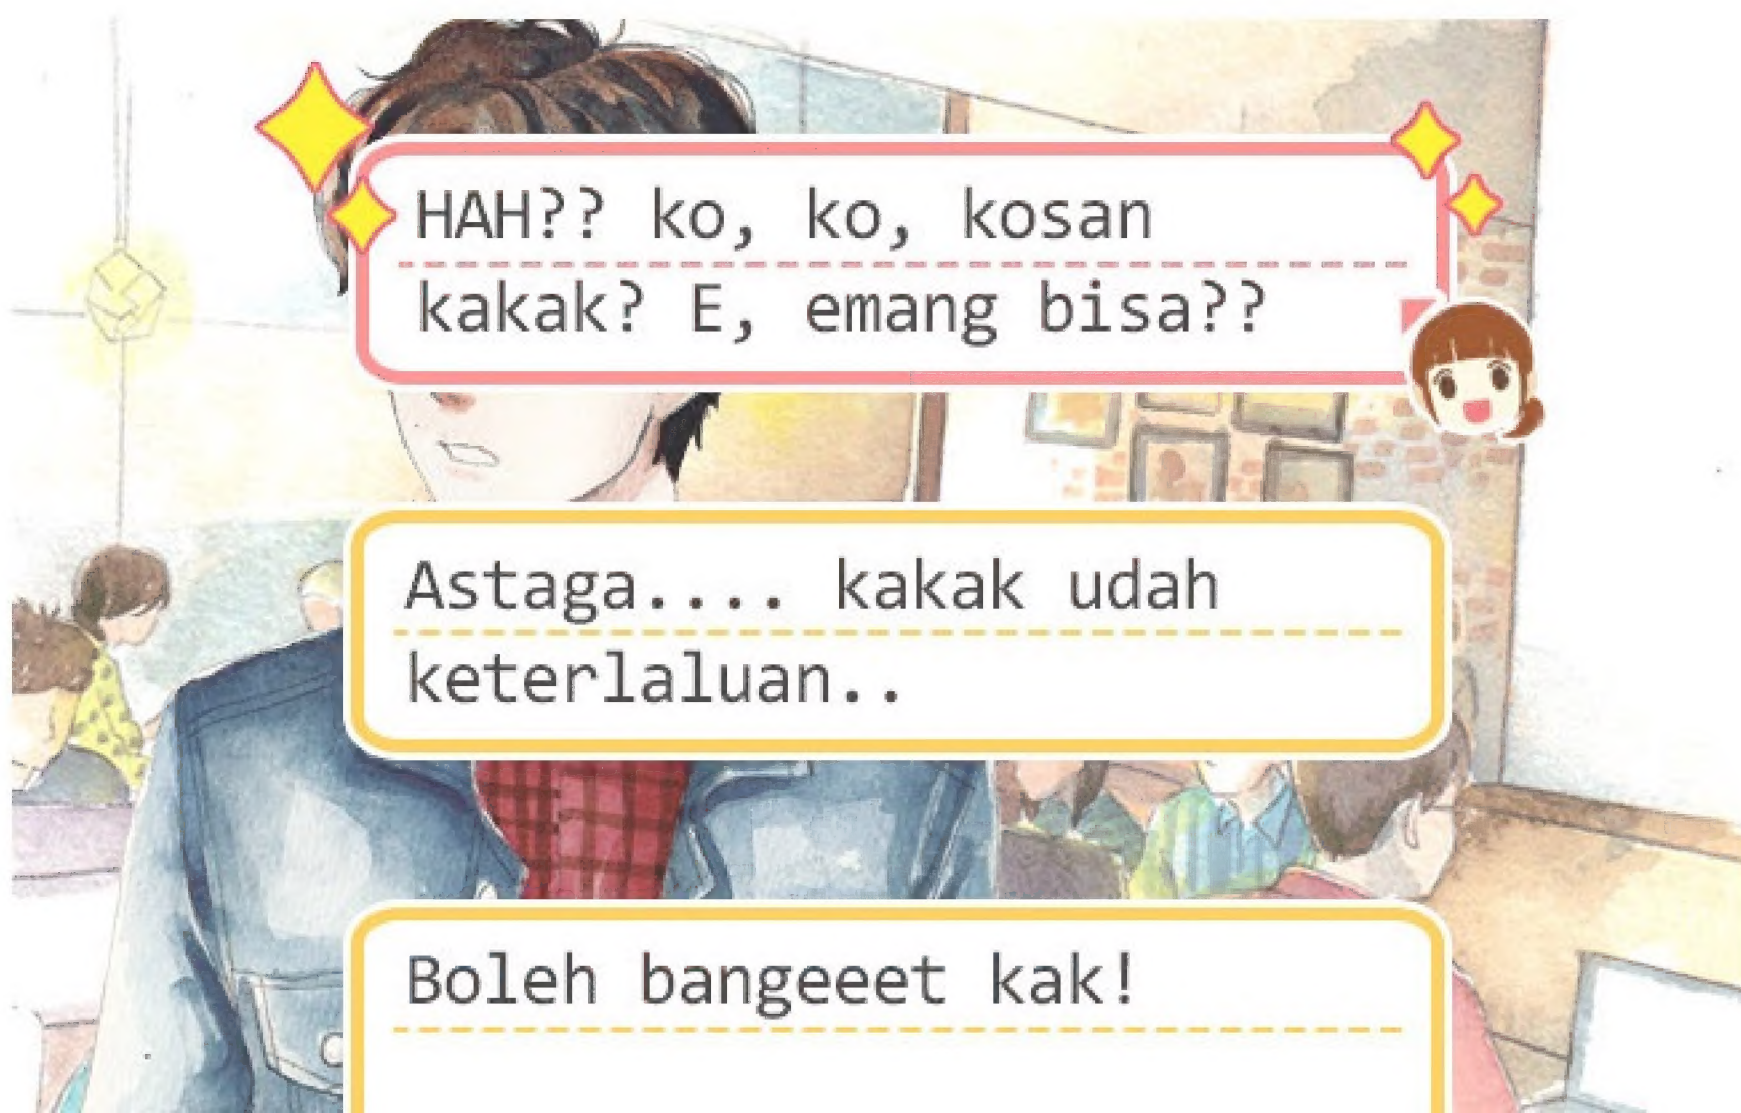 HAH?? ko, ko, kosan
kakak? E, emang bisa??
Astaga.... kakak udah
keterlaluan..
Boleh bangeeet kak!